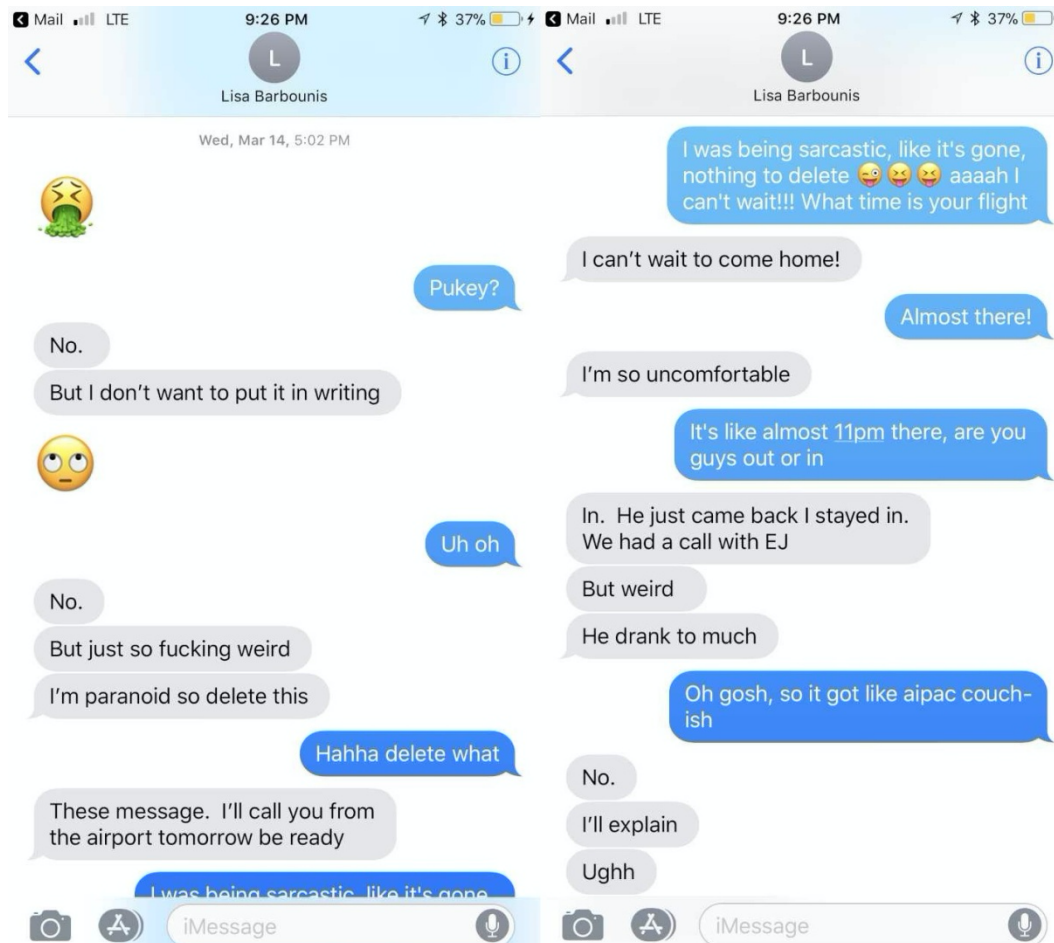 Mail LTE 9:26 PM 37%
L
Lisa Barbounis
Wed, Mar 14, 5:02 PM
Pukey?
No.
But I don't want to put it in writing
Uh oh
No.
But just so fucking weird
I'm paranoid so delete this
Hahha delete what
These message. I'll call you from
the airport tomorrow be ready
I was being sarcastic, like it's gone,
iMessage
Mail LTE 9:26 PM 37%
L
Lisa Barbounis
I was being sarcastic, like it's gone,
nothing to delete 😜 😝 😝 aaaah I
can't wait!!! What time is your flight
I can't wait to come home!
Almost there!
I'm so uncomfortable
It's like almost 11pm there, are you
guys out or in
In. He just came back I stayed in.
We had a call with EJ
But weird
He drank to much
Oh gosh, so it got like aipac couch-
ish
No.
I'll explain
Ughh
iMessage